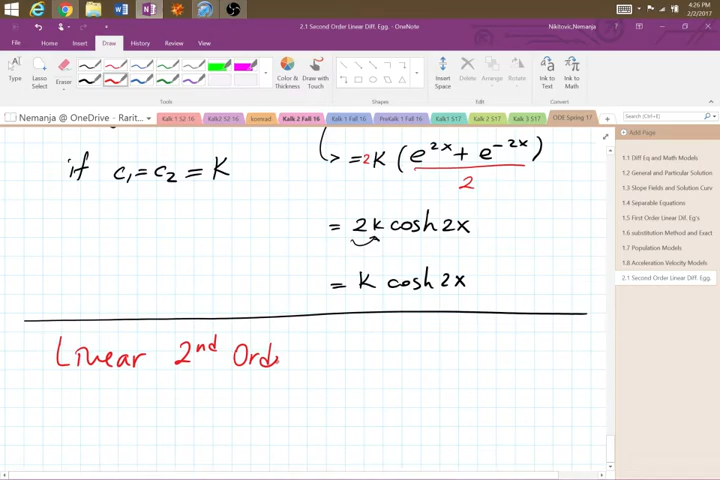 4:26 PM
2/2/2017
2.1 Second Order Linear Diff. Egg. - OneNote
Nikitovic,Nemanja
File Home Insert Draw History Review View
Type
Lasso Select
Eraser
Color & Thickness
Draw with Touch
Insert Space
Delete
Arrange
Rotate
Ink to Text
Ink to Math
Tools
Shapes
Edit
Convert
Nemanja @ OneDrive - Rarit...
Kalk 1 S2 16
Kalk2 S2 16
konrad
Kalk 2 Fall 16
PreKalk 1 Fall 16
Kalk 1 Fall 16
Kalk1 S17
Kalk 2 S17
Kalk 3 S17
ODE Spring 17
Search (Ctrl+E)
Add Page
1.1 Diff Eq and Math Models
1.2 General and Particular Solution
1.3 Slope Fields and Solution Curv
1.4 Separable Equations
1.5 First Order Linear Dif. Eg's
1.6 substitution Method and Exact
1.7 Population Models
1.8.Acceleration Velocity Models
2.1 Second Order Linear Diff. Egg.
if c₁=c₂=K
=2K(e^2x + e^-2x)
2
= 2k cosh 2x
= K cosh 2x
Linear 2nd Orde